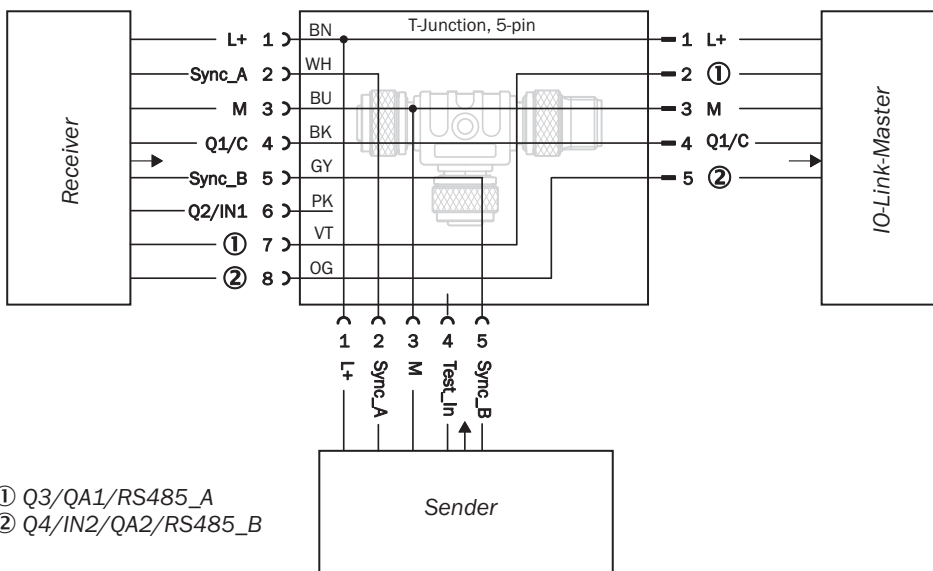 T-Junction, 5-pin
Receiver
L+ 1 BN
Sync_A 2 WH
M 3 BU
Q1/C 4 BK
Sync_B 5 GY
Q2/IN1 6 PK
① 7 VT
② 8 OG
1 L+
2 ①
3 M
4 Q1/C
5 ②
IO-Link-Master
1 2 3 4 5
L+
Sync_A
M
Test_In
Sync_B
Sender
① Q3/QA1/RS485_A
② Q4/IN2/QA2/RS485_B